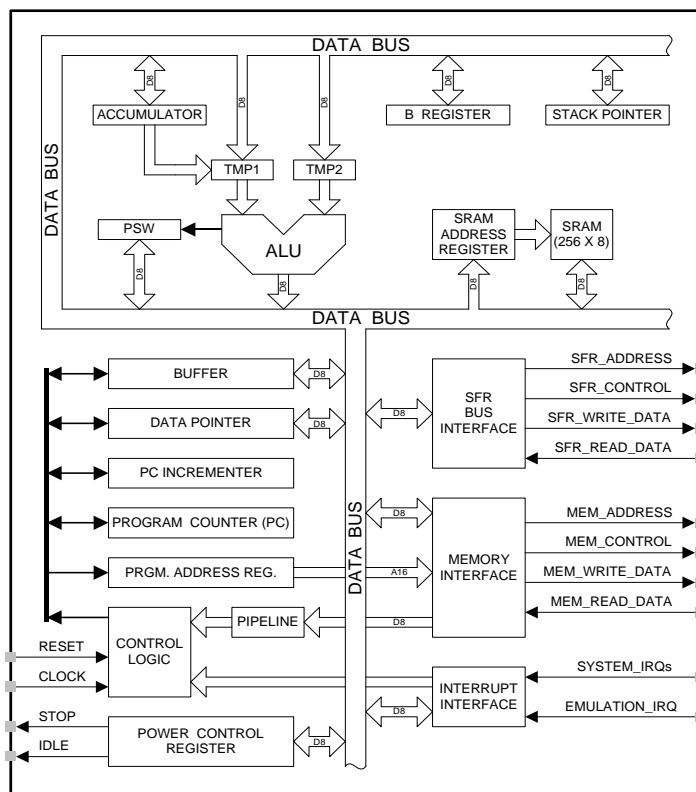 DATA BUS
D8
D8
D8
D8
D8
ACCUMULATOR
B REGISTER
STACK POINTER
DATA BUS
TMP1
TMP2
PSW
ALU
SRAM
ADDRESS
REGISTER
SRAM
(256 X 8)
D8
D8
D8
D8
DATA BUS
BUFFER
D8
DATA POINTER
D8
PC INCREMENTER
PROGRAM COUNTER (PC)
PRGM. ADDRESS REG.
A16
DATA BUS
D8
SFR
BUS
INTERFACE
SFR_ADDRESS
SFR_CONTROL
SFR_WRITE_DATA
SFR_READ_DATA
D8
MEMORY
INTERFACE
MEM_ADDRESS
MEM_CONTROL
MEM_WRITE_DATA
MEM_READ_DATA
RESET
CLOCK
CONTROL
LOGIC
PIPELINE
D8
INTERRUPT
INTERFACE
SYSTEM_IRQs
EMULATION_IRQ
D8
STOP
IDLE
POWER CONTROL
REGISTER
D8